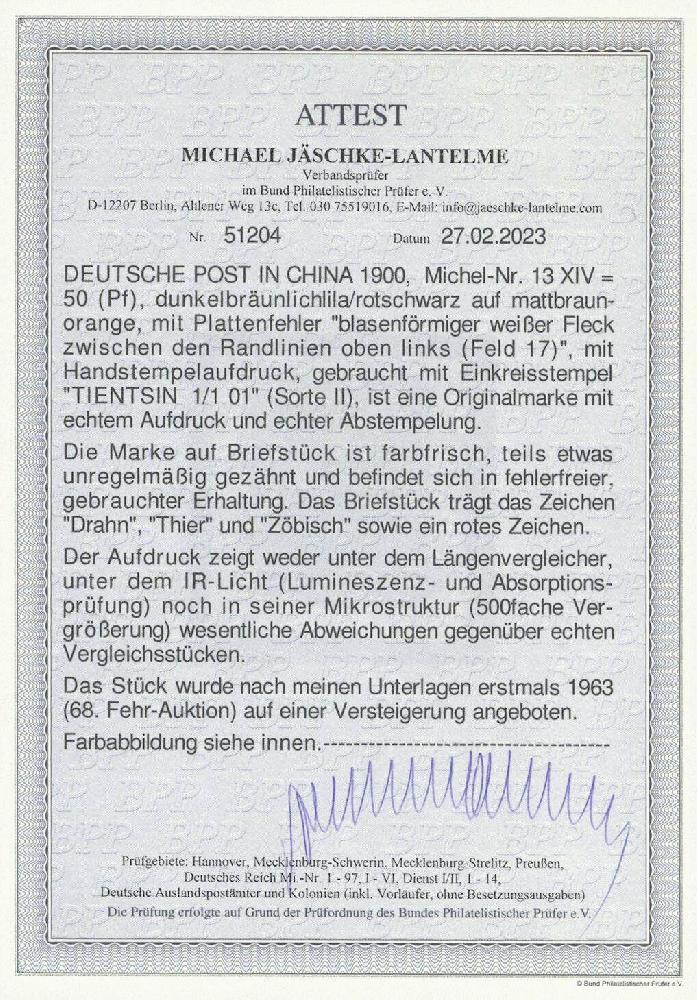 ATTEST
MICHAEL JÄSCHKE-LANTELME
Verbandsprüfer
im Bund Philatelistischer Prüfer e. V.
D-12207 Berlin, Ahlener Weg 13c, Tel. 030 75519016, E-Mail: info@jaeschke-lantelme.com
Nr. 51204 Datum 27.02.2023
DEUTSCHE POST IN CHINA 1900, Michel-Nr. 13 XIV =
50 (Pf), dunkelbräunlichlila/rotschwarz auf mattbraun-
orange, mit Plattenfehler "blasenförmiger weißer Fleck
zwischen den Randlinien oben links (Feld 17)", mit
Handstempelaufdruck, gebraucht mit Einkreisstempel
"TIENTSIN 1/1 01" (Sorte II), ist eine Originalmarke mit
echtem Aufdruck und echter Abstempelung.
Die Marke auf Briefstück ist farbfrisch, teils etwas
unregelmäßig gezähnt und befindet sich in fehlerfreier,
gebrauchter Erhaltung. Das Briefstück trägt das Zeichen
"Drahn", "Thier" und "Zöbisch" sowie ein rotes Zeichen.
Der Aufdruck zeigt weder unter dem Längenvergleicher,
unter dem IR-Licht (Lumineszenz- und Absorptions-
prüfung) noch in seiner Mikrostruktur (500fache Ver-
größerung) wesentliche Abweichungen gegenüber echten
Vergleichsstücken.
Das Stück wurde nach meinen Unterlagen erstmals 1963
(68. Fehr-Auktion) auf einer Versteigerung angeboten.
Farbabbildung siehe innen.-----------------------------------
Prüfgebiete: Hannover, Mecklenburg-Schwerin, Mecklenburg-Strelitz, Preußen,
Deutsches Reich Mi.-Nr. 1 - 97, I - VI, Dienst I/II, 1 - 14,
Deutsche Auslandspostämter und Kolonien (inkl. Vorläufer, ohne Besetzungsausgaben)
Die Prüfung erfolgte auf Grund der Prüfordnung des Bundes Philatelistischer Prüfer e.V.
© Bund Philatelistischer Prüfer e.V.